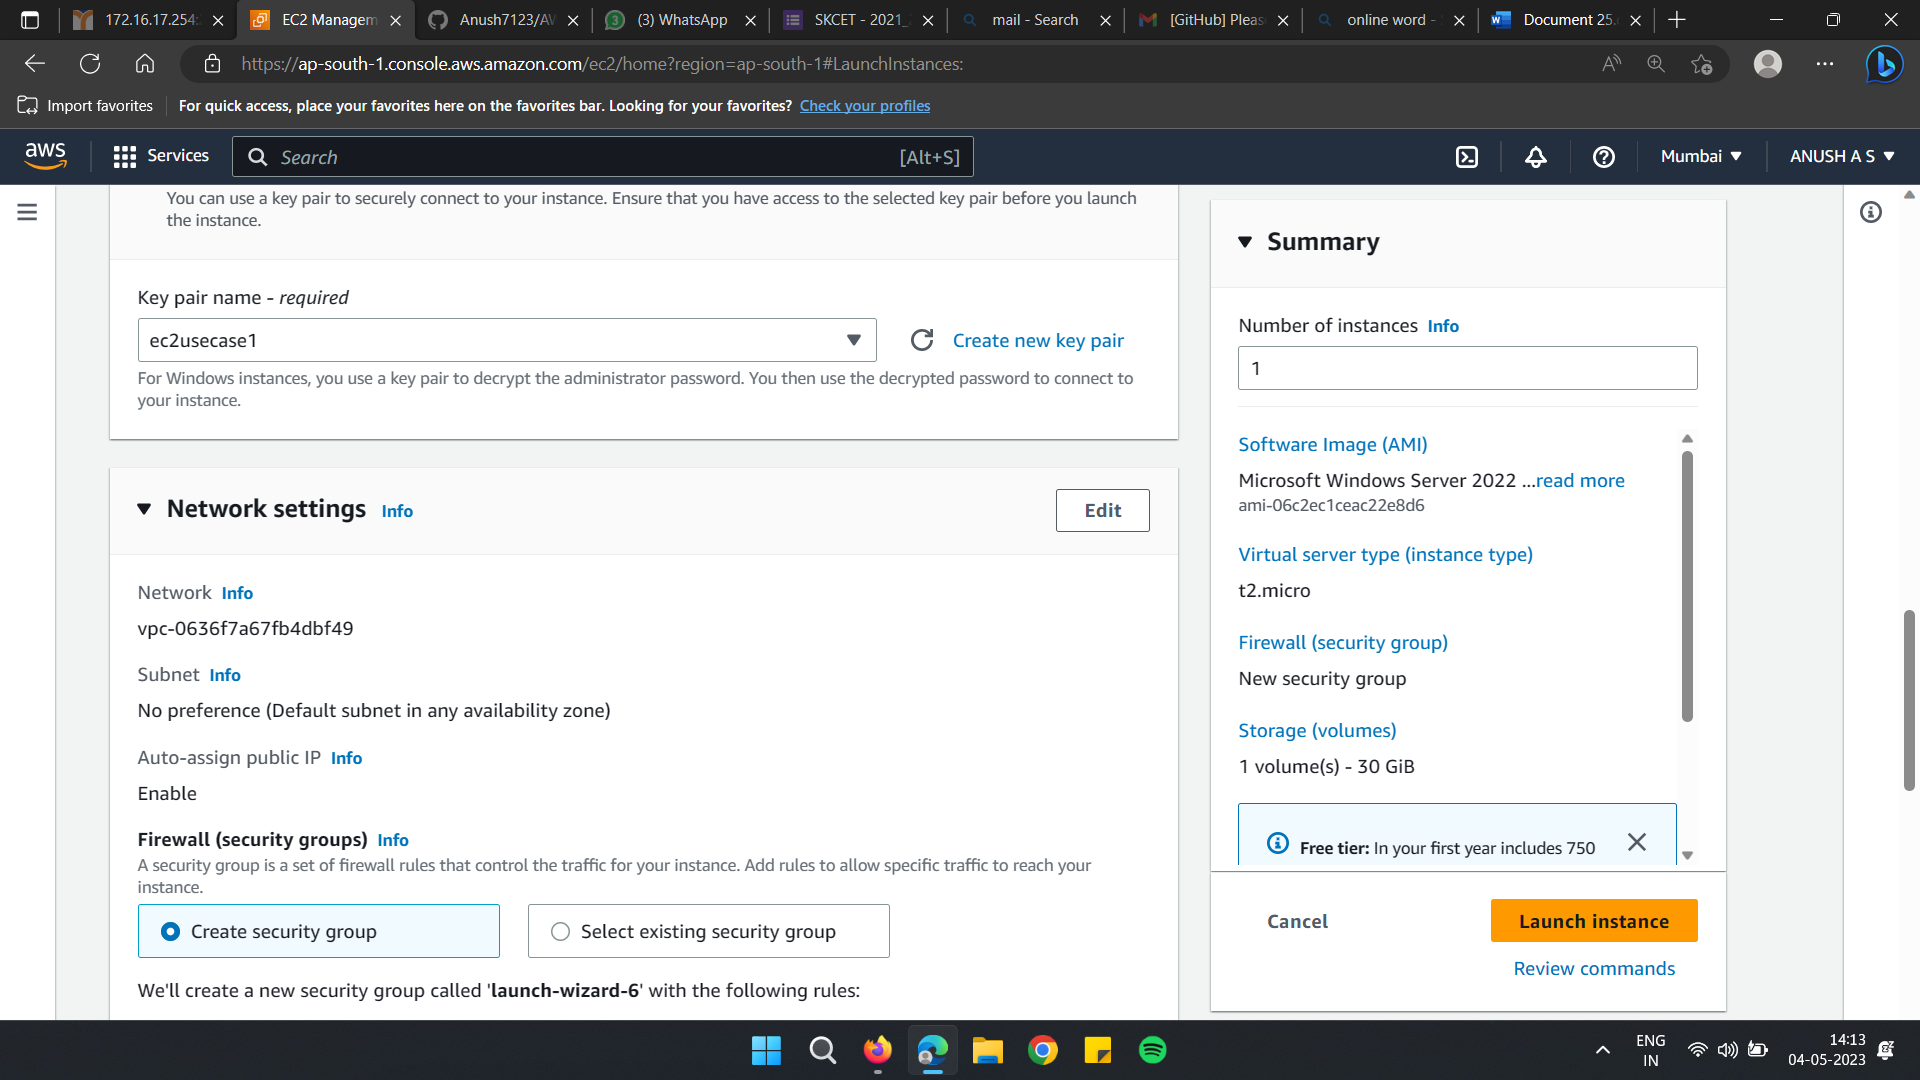 172.16.17.254:
EC2 Managem
Anush7123/AV
(3) WhatsApp
SKCET - 2021_
mail - Search
[GitHub] Pleas
online word -
Document 25.
https://ap-south-1.console.aws.amazon.com/ec2/home?region=ap-south-1#LaunchInstances:
Import favorites
For quick access, place your favorites here on the favorites bar. Looking for your favorites? Check your profiles
aws
Services
Search
[Alt+S]
Mumbai
ANUSH A S
You can use a key pair to securely connect to your instance. Ensure that you have access to the selected key pair before you launch
the instance.
Key pair name - required
ec2usecase1
Create new key pair
For Windows instances, you use a key pair to decrypt the administrator password. You then use the decrypted password to connect to
your instance.
Network settings Info
Edit
Network Info
vpc-0636f7a67fb4dbf49
Subnet Info
No preference (Default subnet in any availability zone)
Auto-assign public IP Info
Enable
Firewall (security groups) Info
A security group is a set of firewall rules that control the traffic for your instance. Add rules to allow specific traffic to reach your
instance.
Create security group
Select existing security group
We'll create a new security group called 'launch-wizard-6' with the following rules:
Summary
Number of instances Info
1
Software Image (AMI)
Microsoft Windows Server 2022 ...read more
ami-06c2ec1ceac22e8d6
Virtual server type (instance type)
t2.micro
Firewall (security group)
New security group
Storage (volumes)
1 volume(s) - 30 GiB
Free tier: In your first year includes 750
Cancel
Launch instance
Review commands
ENG
IN
14:13
04-05-2023